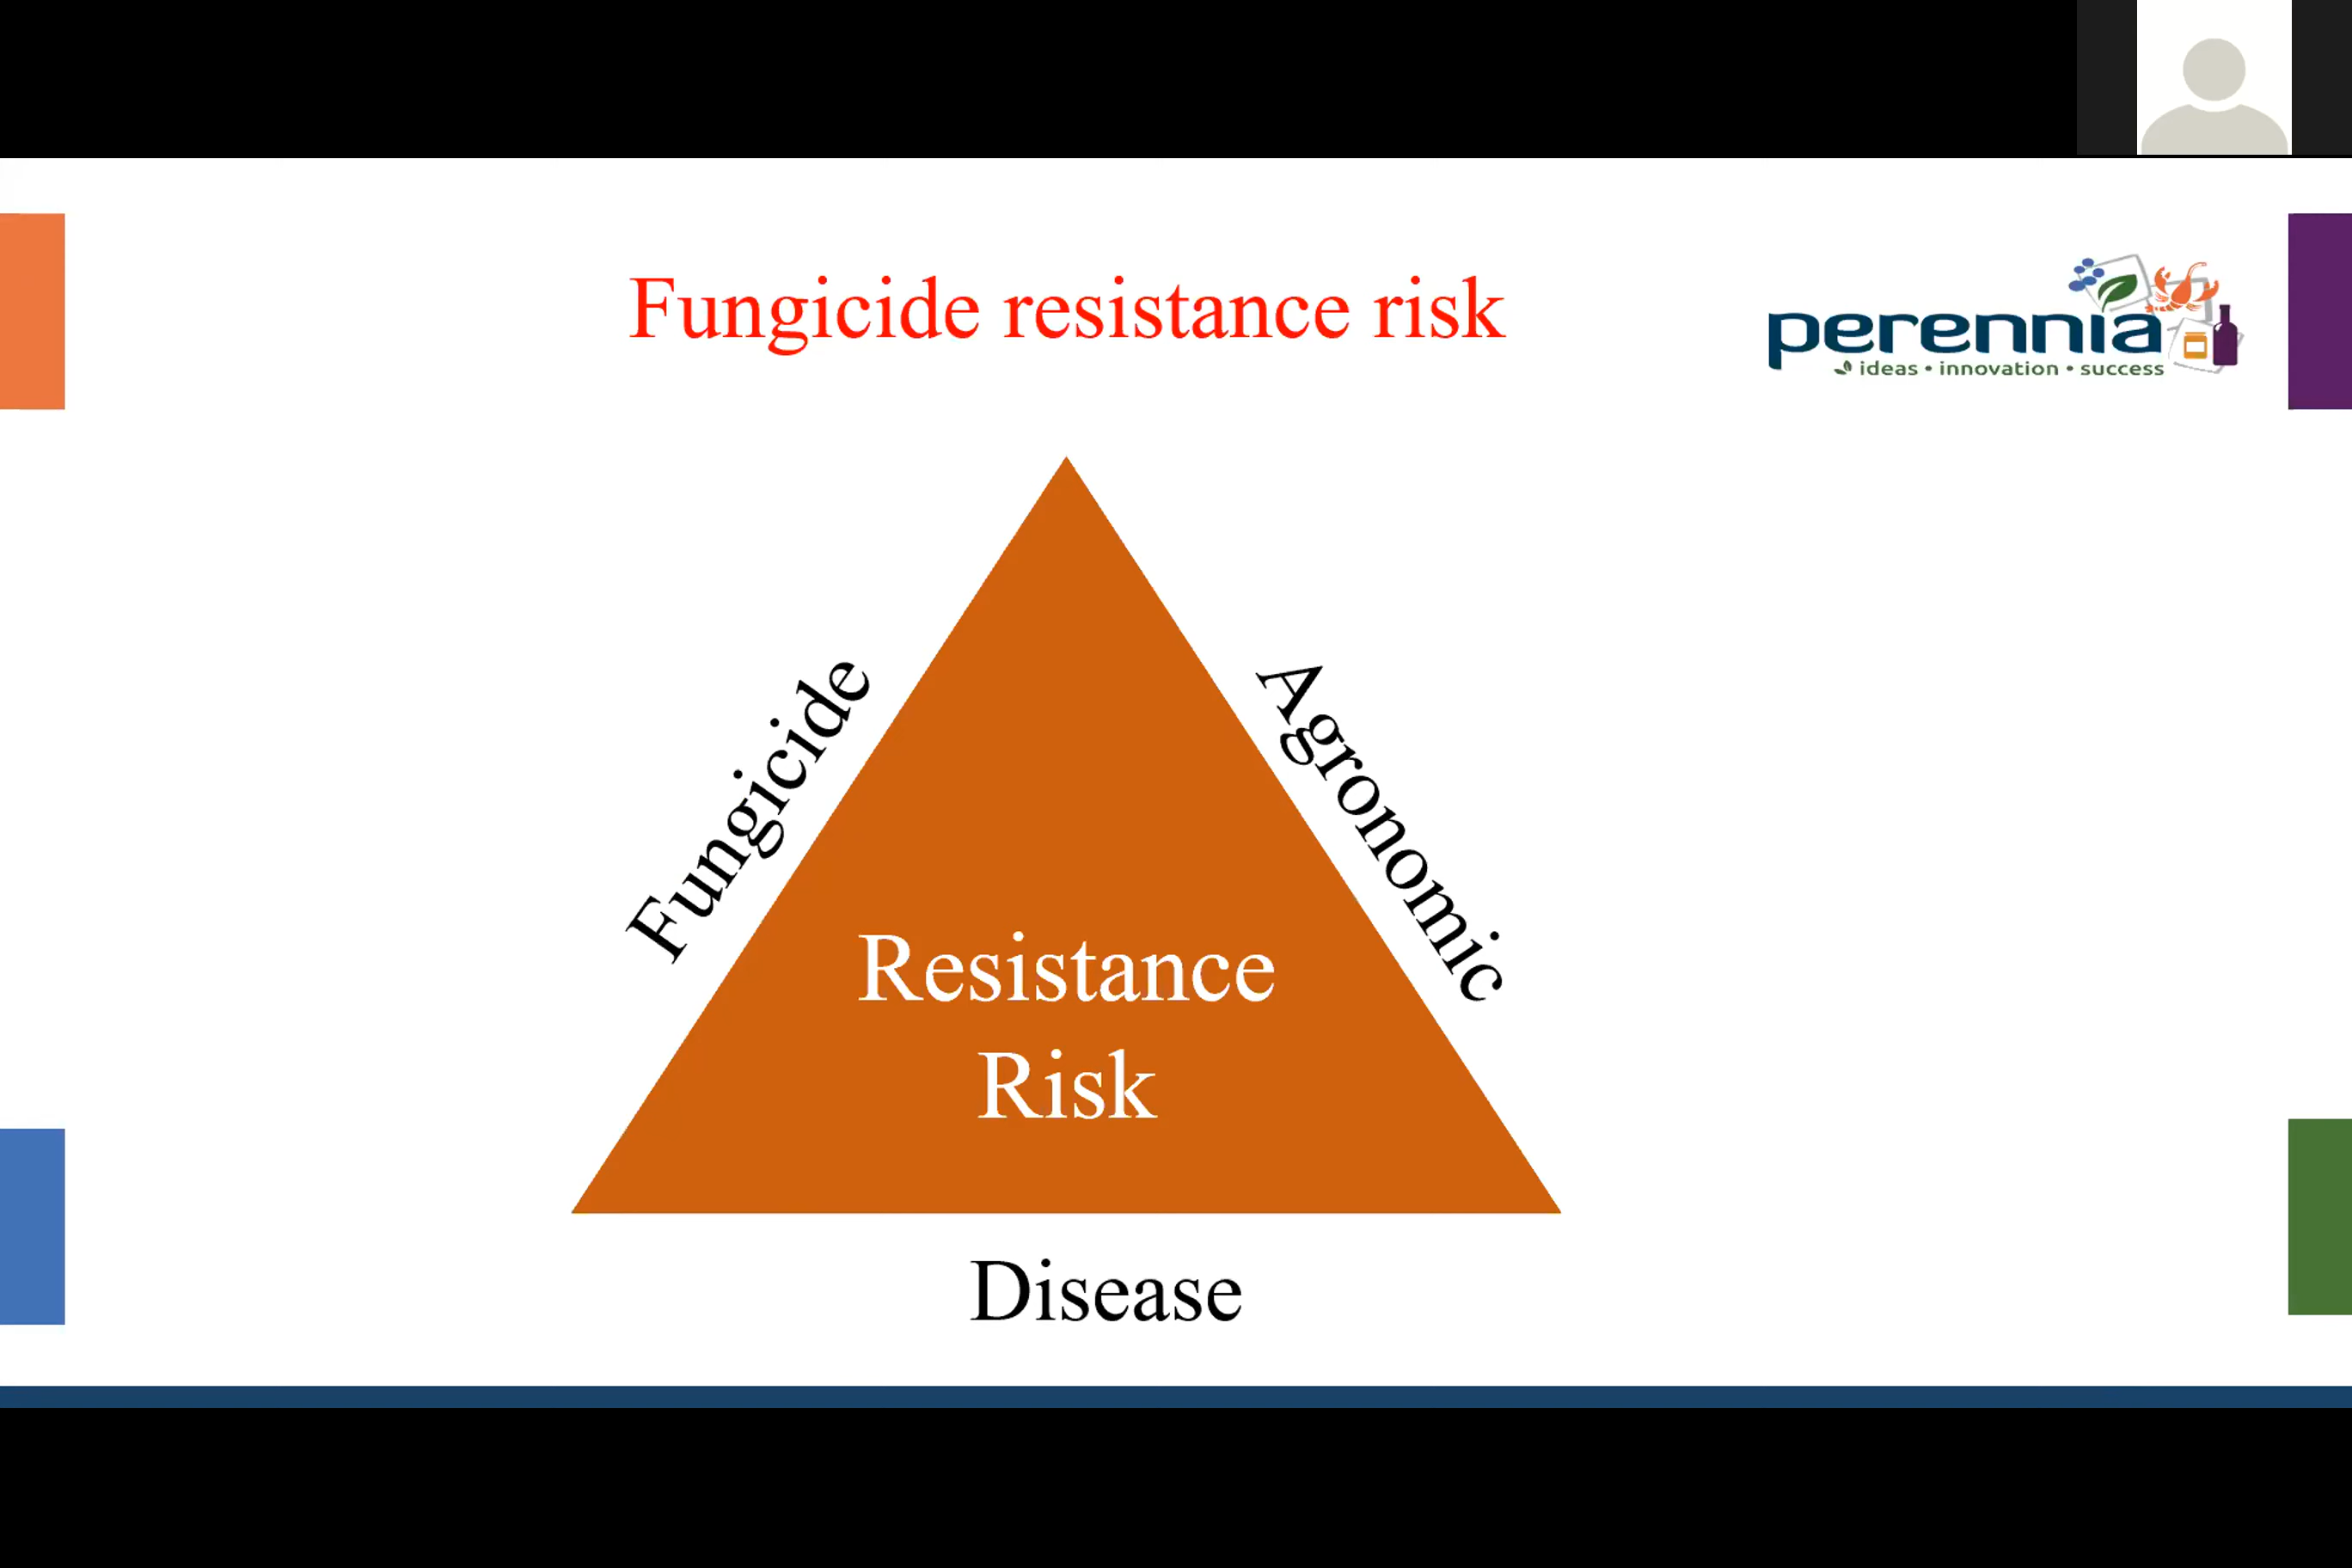 Fungicide resistance risk
perennia
ideas • innovation • success
Fungicide
Agronomic
Resistance
Risk
Disease